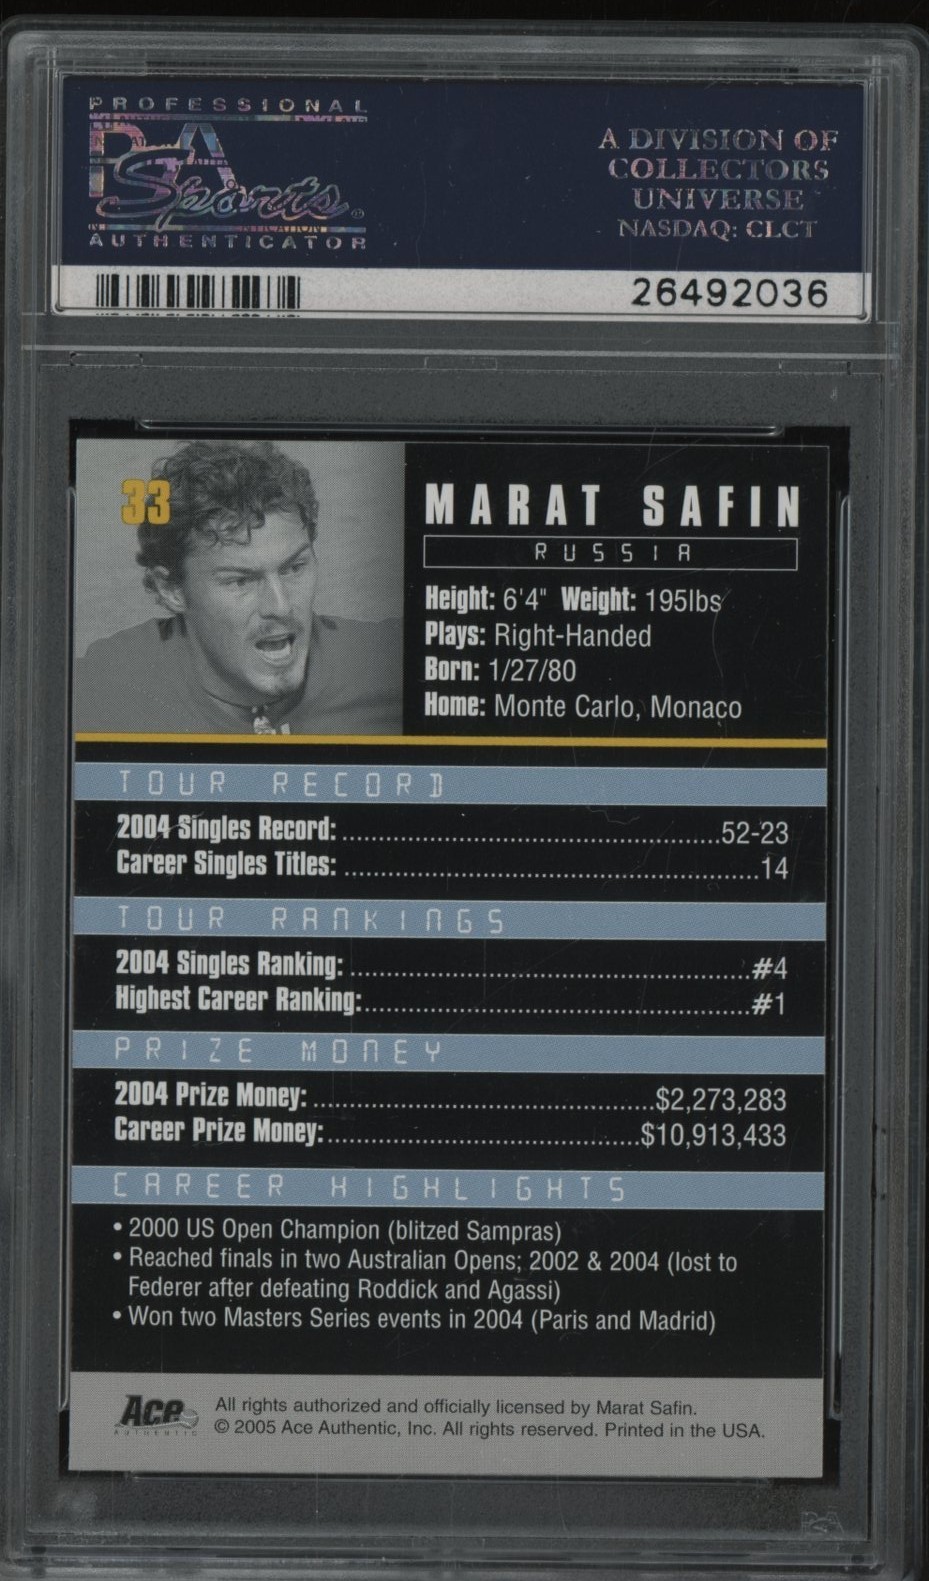 PROFESSIONAL
PSA
Sports®
AUTHENTICATOR
A DIVISION OF
COLLECTORS
UNIVERSE
NASDAQ: CLCT
26492036
33
MARAT SAFIN
RUSSIA
Height: 6'4" Weight: 195lbs
Plays: Right-Handed
Born: 1/27/80
Home: Monte Carlo, Monaco
TOUR RECORD
2004 Singles Record: 52-23
Career Singles Titles: 14
TOUR RANKINGS
2004 Singles Ranking: #4
Highest Career Ranking: #1
PRIZE MONEY
2004 Prize Money: $2,273,283
Career Prize Money: $10,913,433
CAREER HIGHLIGHTS
• 2000 US Open Champion (blitzed Sampras)
• Reached finals in two Australian Opens; 2002 & 2004 (lost to
Federer after defeating Roddick and Agassi)
• Won two Masters Series events in 2004 (Paris and Madrid)
Ace
AUTHENTIC
All rights authorized and officially licensed by Marat Safin.
© 2005 Ace Authentic, Inc. All rights reserved. Printed in the USA.
PSA